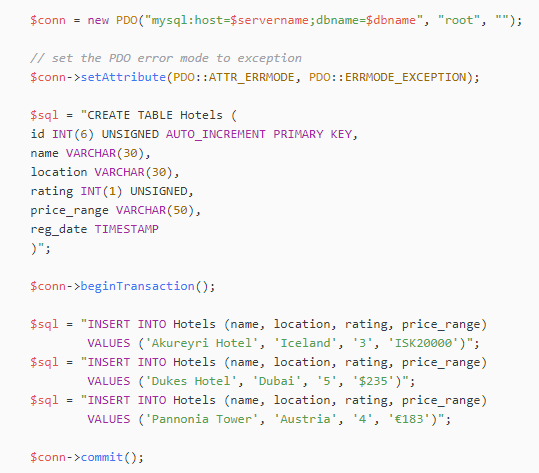 $conn = new PDO("mysql:host=$servername;dbname=$dbname", "root", "");
// set the PDO error mode to exception
$conn->setAttribute(PDO::ATTR_ERRMODE, PDO::ERRMODE_EXCEPTION);
$sql = "CREATE TABLE Hotels (
id INT(6) UNSIGNED AUTO_INCREMENT PRIMARY KEY,
name VARCHAR(30),
location VARCHAR(30),
rating INT(1) UNSIGNED,
price_range VARCHAR(50),
reg_date TIMESTAMP
)";
$conn->beginTransaction();
$sql = "INSERT INTO Hotels (name, location, rating, price_range)
VALUES ('Akureyri Hotel', 'Iceland', '3', 'ISK20000')";
$sql = "INSERT INTO Hotels (name, location, rating, price_range)
VALUES ('Dukes Hotel', 'Dubai', '5', '$235')";
$sql = "INSERT INTO Hotels (name, location, rating, price_range)
VALUES ('Pannonia Tower', 'Austria', '4', '€183')";
$conn->commit();